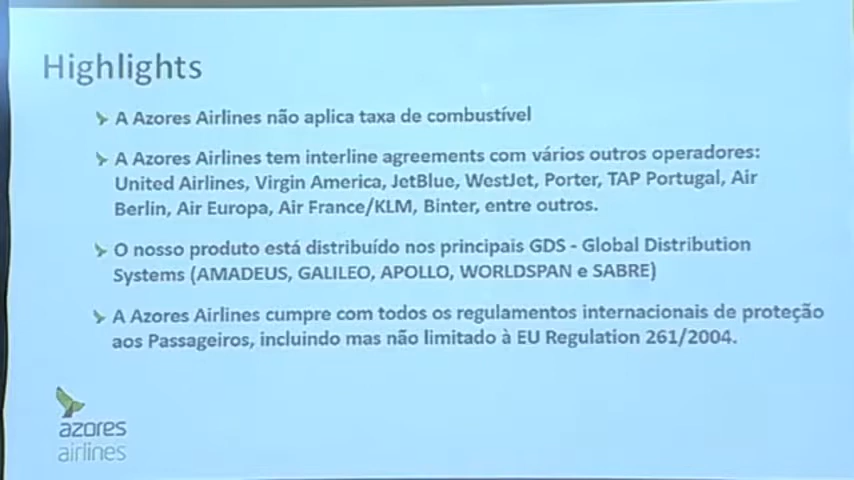 Highlights
A Azores Airlines não aplica taxa de combustível
A Azores Airlines tem interline agreements com vários outros operadores:
United Airlines, Virgin America, JetBlue, WestJet, Porter, TAP Portugal, Air
Berlin, Air Europa, Air France/KLM, Binter, entre outros.
O nosso produto está distribuído nos principais GDS - Global Distribution
Systems (AMADEUS, GALILEO, APOLLO, WORLDSPAN e SABRE)
A Azores Airlines cumpre com todos os regulamentos internacionais de proteção
aos Passageiros, incluindo mas não limitado à EU Regulation 261/2004.
azores
airlines